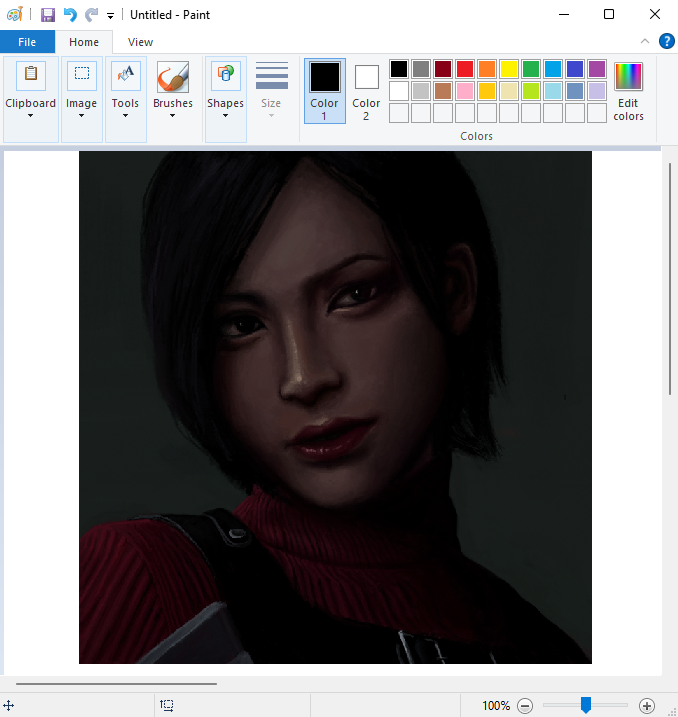 Untitled - Paint
File Home View
Clipboard Image Tools Brushes Shapes Size Color 1 Color 2 Edit colors
Colors
100%